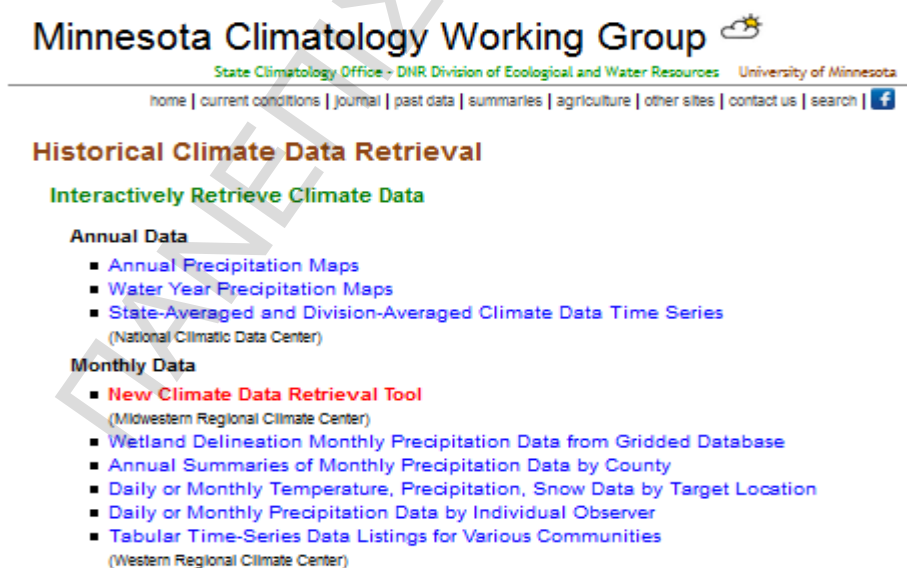 Minnesota Climatology Working Group
State Climatology Office - DNR Division of Ecological and Water Resources University of Minnesota
home | current conditions | journal | past data | summaries | agriculture | other sites | contact us | search | f
Historical Climate Data Retrieval
Interactively Retrieve Climate Data
Annual Data
Annual Precipitation Maps
Water Year Precipitation Maps
State-Averaged and Division-Averaged Climate Data Time Series
(National Climatic Data Center)
Monthly Data
New Climate Data Retrieval Tool
(Midwestern Regional Climate Center)
Wetland Delineation Monthly Precipitation Data from Gridded Database
Annual Summaries of Monthly Precipitation Data by County
Daily or Monthly Temperature, Precipitation, Snow Data by Target Location
Daily or Monthly Precipitation Data by Individual Observer
Tabular Time-Series Data Listings for Various Communities
(Western Regional Climate Center)